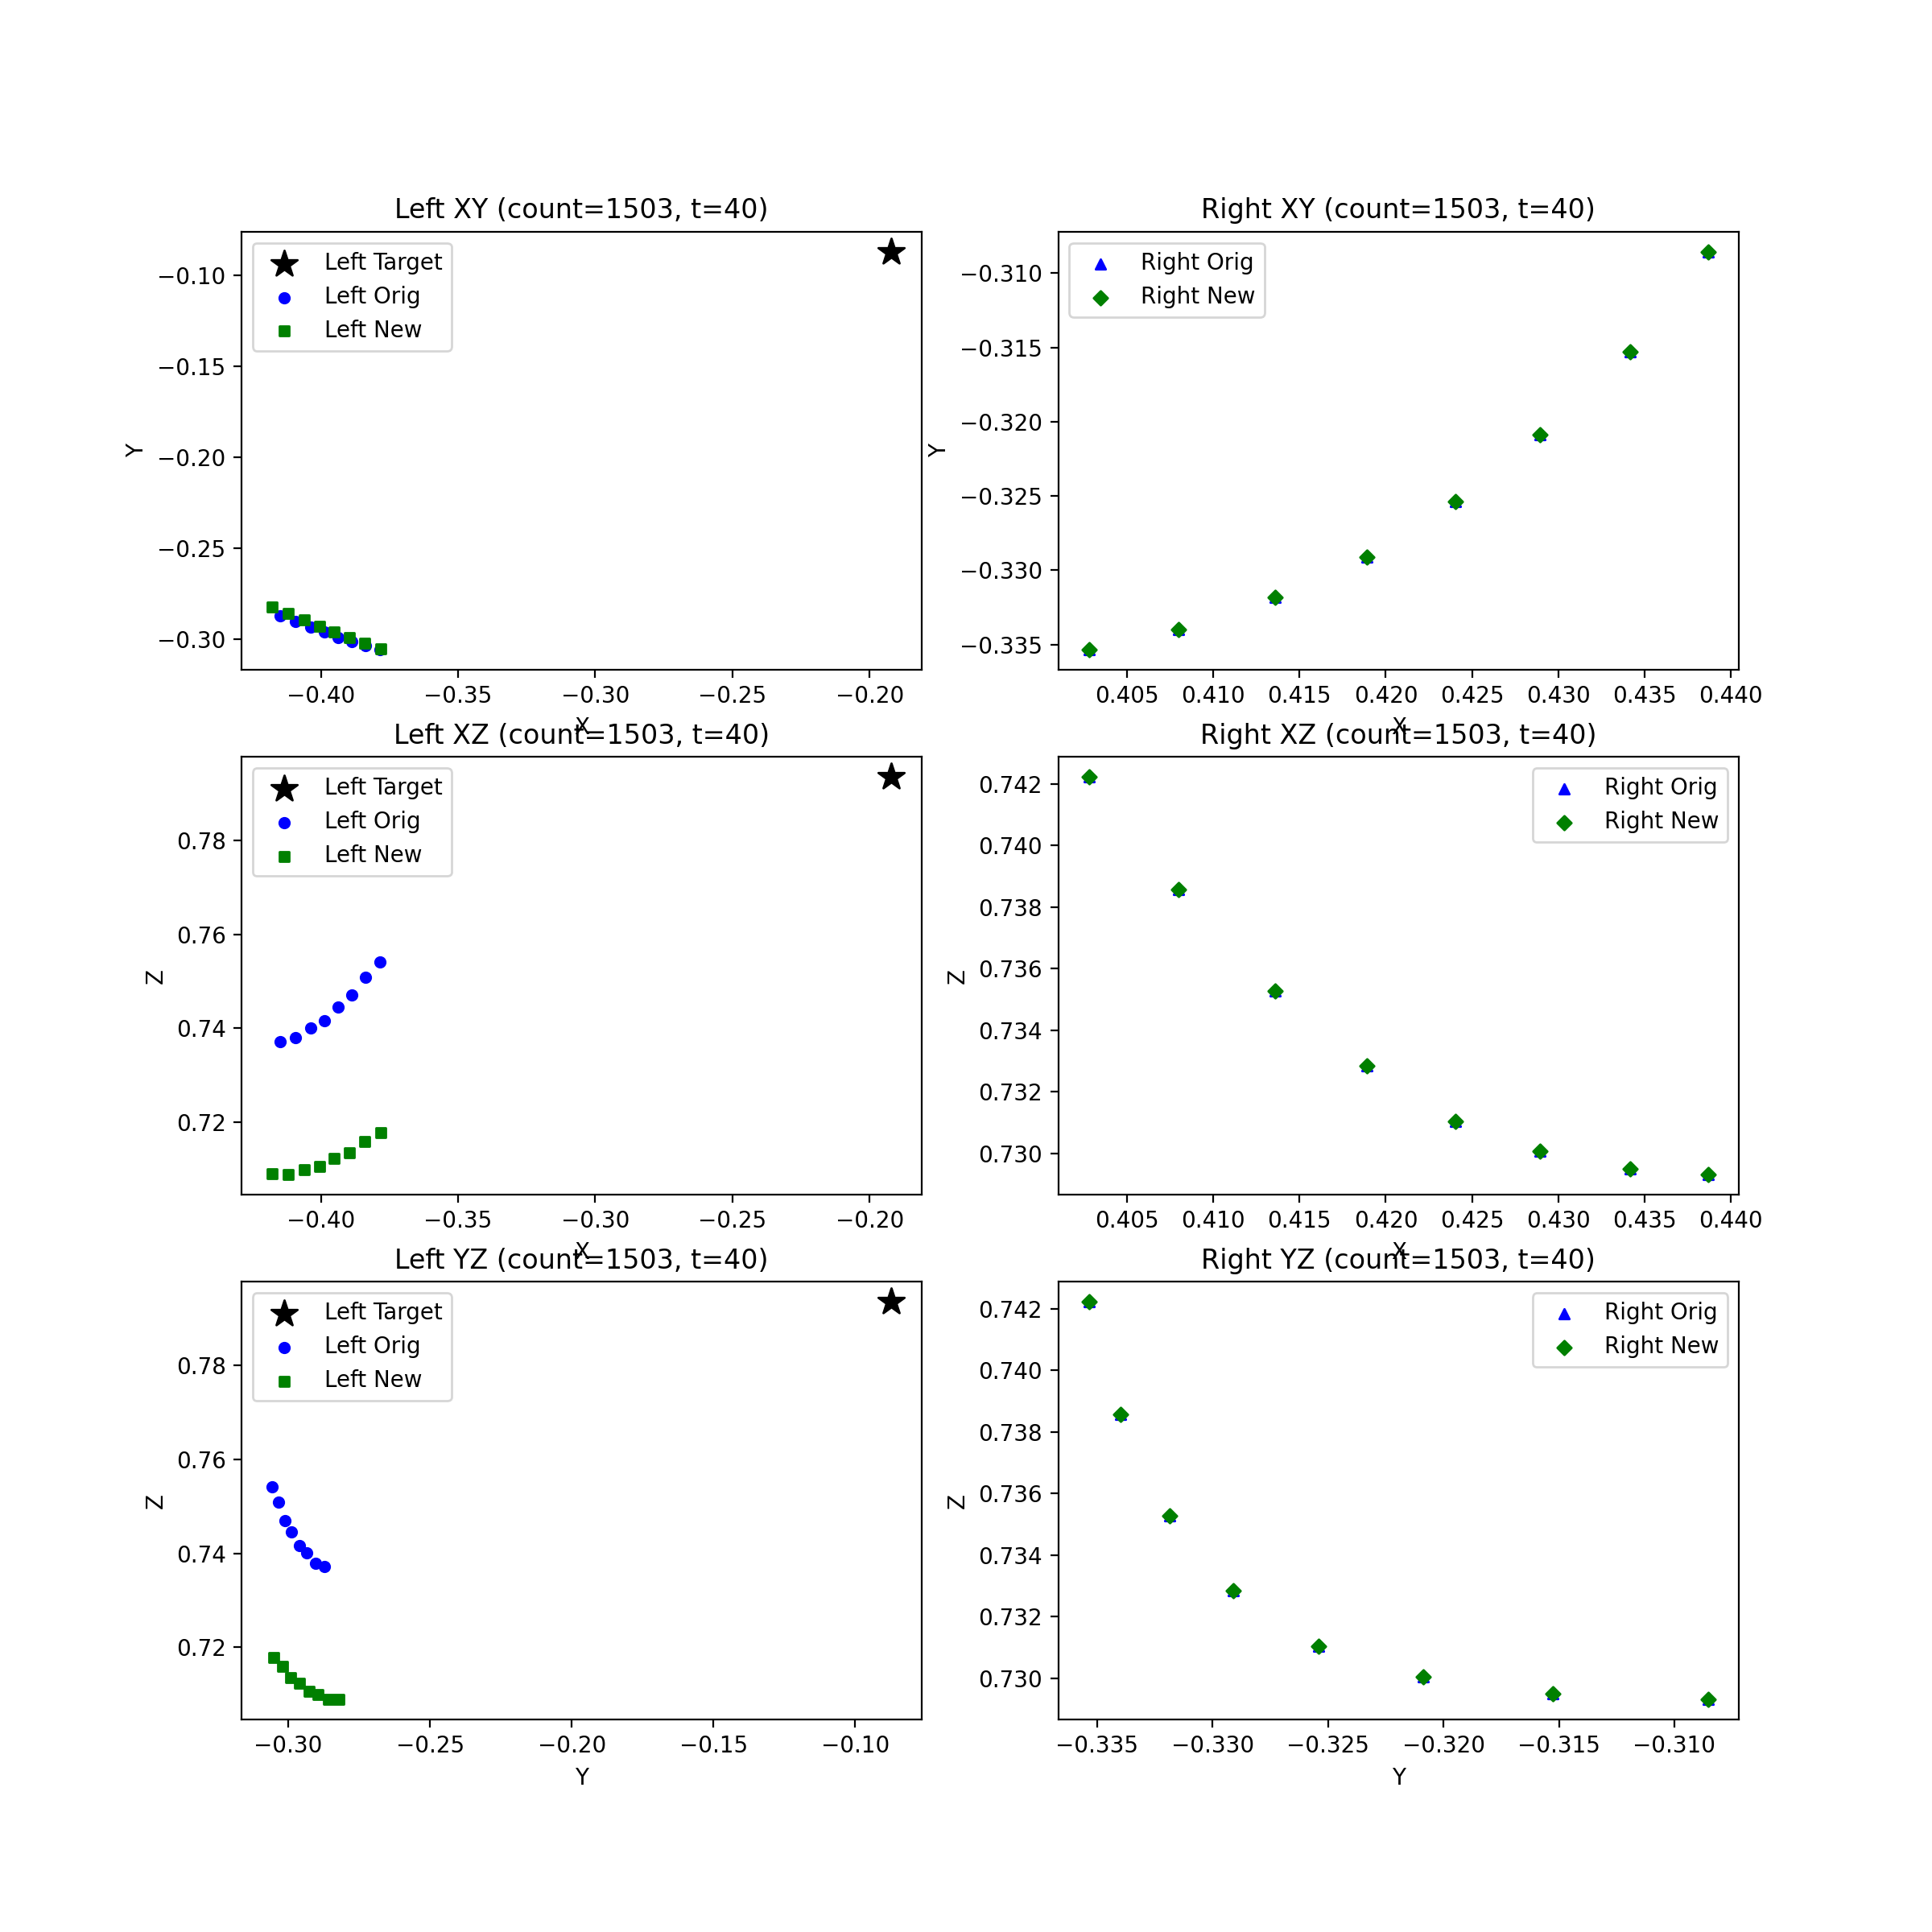 Left XY (count=1503, t=40)
Left Target
Left Orig
Left New
−0.10
−0.15
−0.20
−0.25
−0.30
Y
−0.40
−0.35
−0.30
−0.25
−0.20
X
Right XY (count=1503, t=40)
Right Orig
Right New
−0.310
−0.315
−0.320
−0.325
−0.330
−0.335
Y
0.405
0.410
0.415
0.420
0.425
0.430
0.435
0.440
X
Left XZ (count=1503, t=40)
Left Target
Left Orig
Left New
0.78
0.76
0.74
0.72
Z
−0.40
−0.35
−0.30
−0.25
−0.20
X
Right XZ (count=1503, t=40)
Right Orig
Right New
0.742
0.740
0.738
0.736
0.734
0.732
0.730
Z
0.405
0.410
0.415
0.420
0.425
0.430
0.435
0.440
X
Left YZ (count=1503, t=40)
Left Target
Left Orig
Left New
0.78
0.76
0.74
0.72
Z
−0.30
−0.25
−0.20
−0.15
−0.10
Y
Right YZ (count=1503, t=40)
Right Orig
Right New
0.742
0.740
0.738
0.736
0.734
0.732
0.730
Z
−0.335
−0.330
−0.325
−0.320
−0.315
−0.310
Y